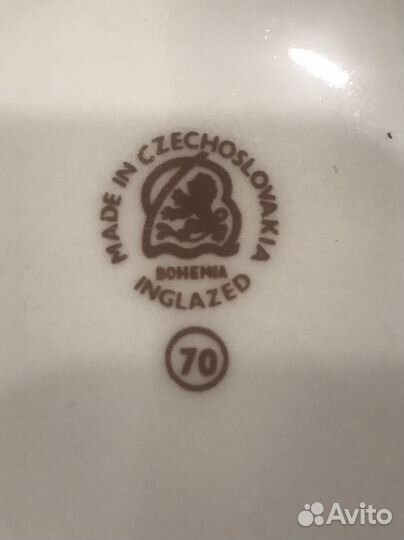 MADE IN CZECHOSLOVAKIA
BOHEMIA
INGLAZED
70
Avito